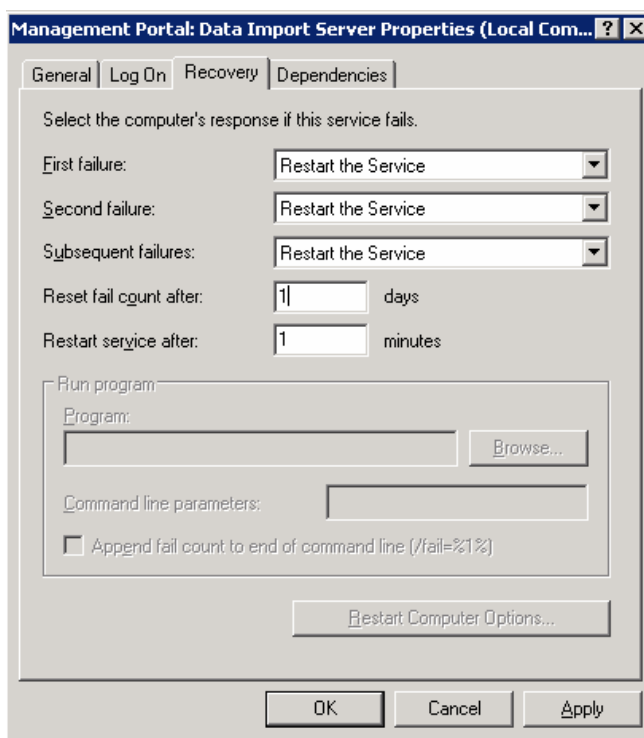 Management Portal: Data Import Server Properties (Local Com... ? X
General Log On Recovery Dependencies
Select the computer's response if this service fails.
First failure: Restart the Service
Second failure: Restart the Service
Subsequent failures: Restart the Service
Reset fail count after: 1 days
Restart service after: 1 minutes
Run program
Program:
Browse...
Command line parameters:
Append fail count to end of command line (/fail=%1%)
Restart Computer Options...
OK Cancel Apply